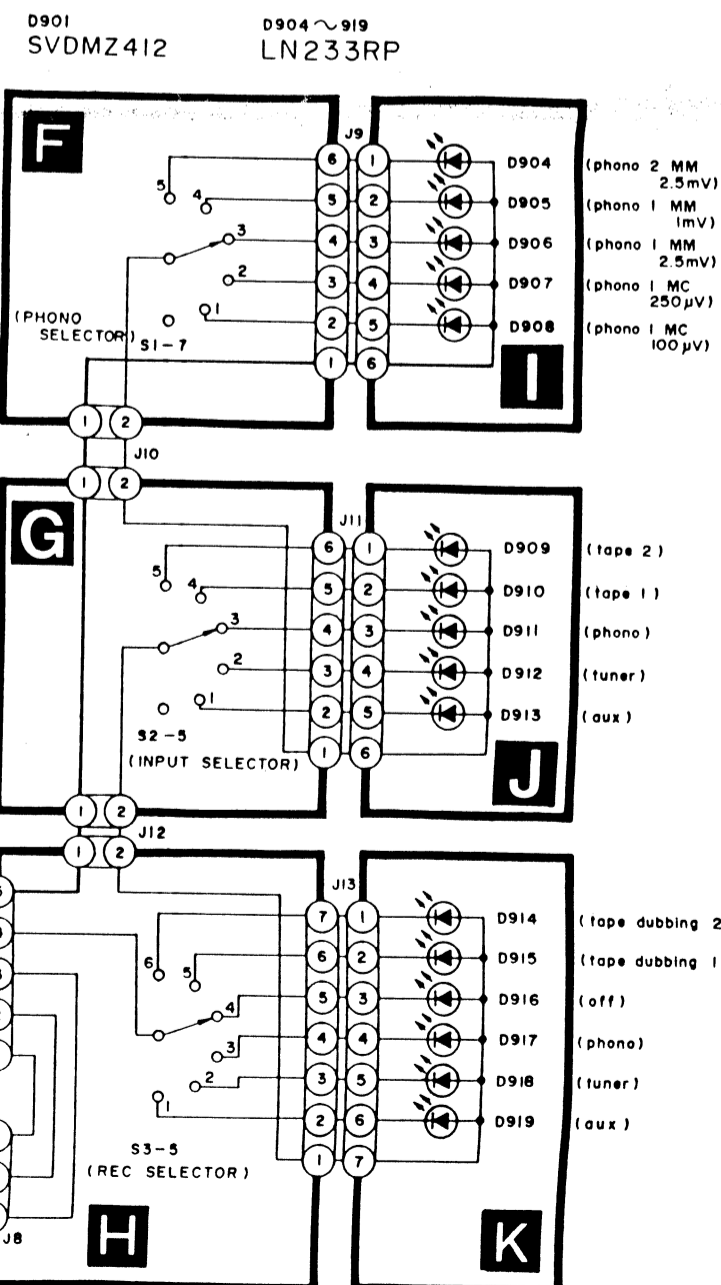 D901
SVDMZ412
D904~919
LN233RP
F
J9
5
4
3
2
1
(PHONO
SELECTOR)
S1-7
6
5
4
3
2
1
1
2
3
4
5
6
D904
(phono 2 MM
2.5mV)
D905
(phono 1 MM
1mV)
D906
(phono 1 MM
2.5mV)
D907
(phono 1 MC
250μV)
D908
(phono 1 MC
100μV)
I
1
2
J10
1
2
G
J11
5
4
3
2
1
S2-5
(INPUT SELECTOR)
6
5
4
3
2
1
1
2
3
4
5
6
D909
(tape 2)
D910
(tape 1)
D911
(phono)
D912
(tuner)
D913
(aux)
J
1
2
J12
1
2
J13
6
5
4
3
2
1
S3-5
(REC SELECTOR)
7
6
5
4
3
2
1
1
2
3
4
5
6
7
D914
(tape dubbing 2
D915
(tape dubbing 1
D916
(off)
D917
(phono)
D918
(tuner)
D919
(aux)
J8
H
K